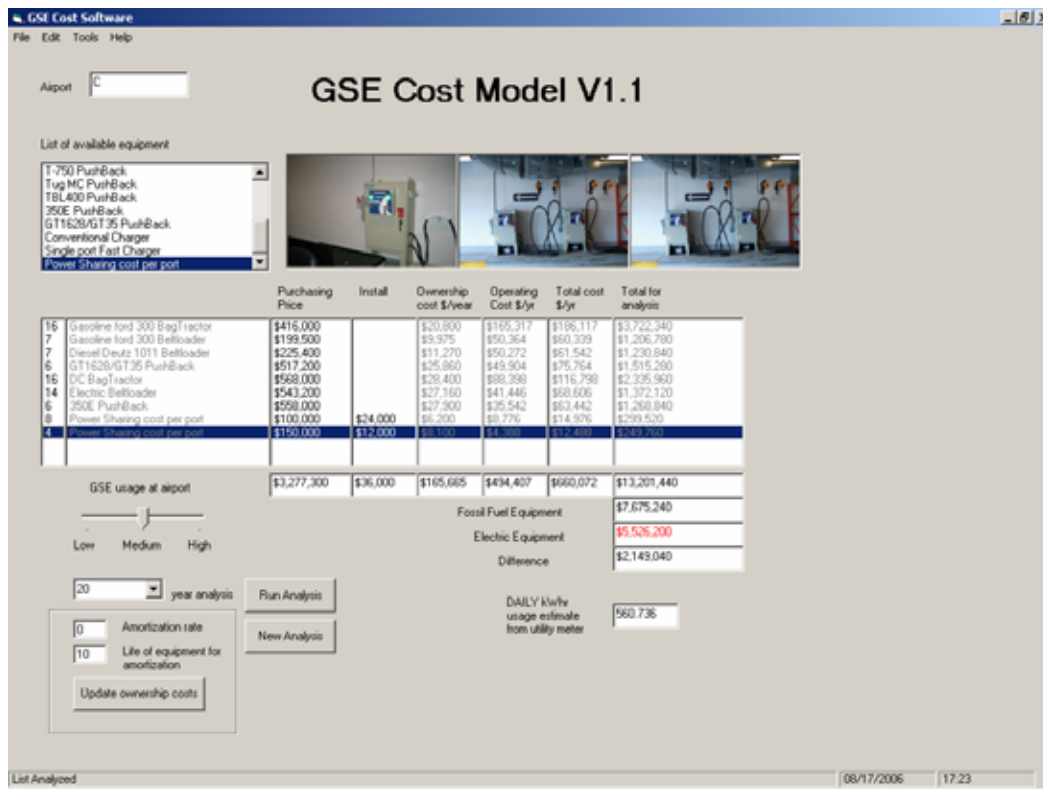 GSE Cost Software
File Edit Tools Help
Airport C
GSE Cost Model V1.1
List of available equipment
T-750 PushBack
Tug MC PushBack
TBL400 PushBack
350E PushBack
GT1628/GT35 PushBack
Conventional Charger
Single port Fast Charger
Power Sharing cost per port
Purchasing Price Install Ownership cost $/year Operating Cost $/yr Total cost $/yr Total for analysis
16 Gasoline ford 300 BagTractor $416,000 $20,800 $165,317 $186,117 $3,722,340
7 Gasoline ford 300 Beltloader $199,500 $9,975 $50,364 $60,339 $1,206,780
7 Diesel Deutz 1011 Beltloader $225,400 $11,270 $50,272 $61,542 $1,230,840
6 GT1628/GT35 PushBack $517,200 $25,860 $49,904 $75,764 $1,515,280
16 DC BagTractor $568,000 $28,400 $88,398 $116,798 $2,335,960
14 Electric Beltloader $543,200 $27,160 $41,446 $68,606 $1,372,120
6 350E PushBack $558,000 $27,900 $35,542 $63,442 $1,268,840
8 Power Sharing cost per port $100,000 $24,000 $6,200 $8,776 $14,976 $299,520
4 Power Sharing cost per port $150,000 $12,000 $8,100 $4,388 $12,488 $249,760
$3,277,300 $36,000 $165,665 $494,407 $660,072 $13,201,440
GSE usage at airport
Low Medium High
Fossil Fuel Equipment $7,675,240
Electric Equipment $5,526,200
Difference $2,149,040
20 year analysis
Run Analysis
New Analysis
0 Amortization rate
10 Life of equipment for
amortization
Update ownership costs
DAILY kWhr
usage estimate
from utility meter
560.736
List Analyzed 08/17/2006 17:23